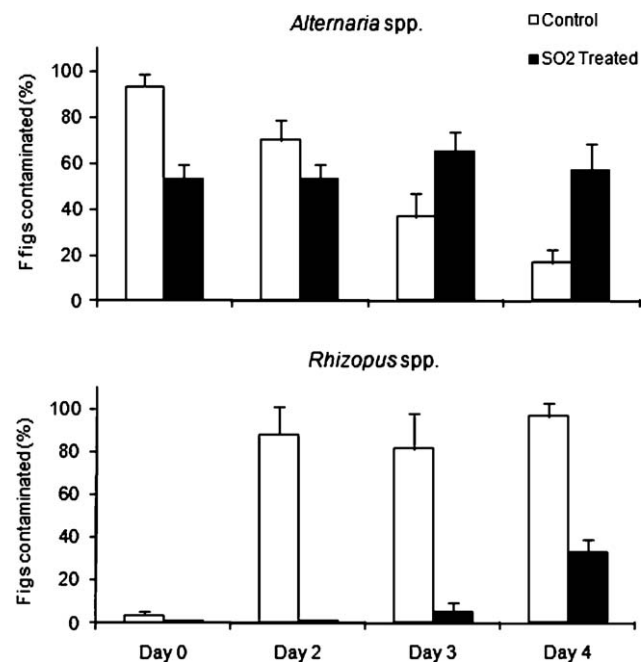 Alternaria spp.
Control
SO2 Treated
F figs contaminated (%)
100
80
60
40
20
0
Rhizopus spp.
Figs contaminated (%)
100
80
60
40
20
0
Day 0 Day 2 Day 3 Day 4